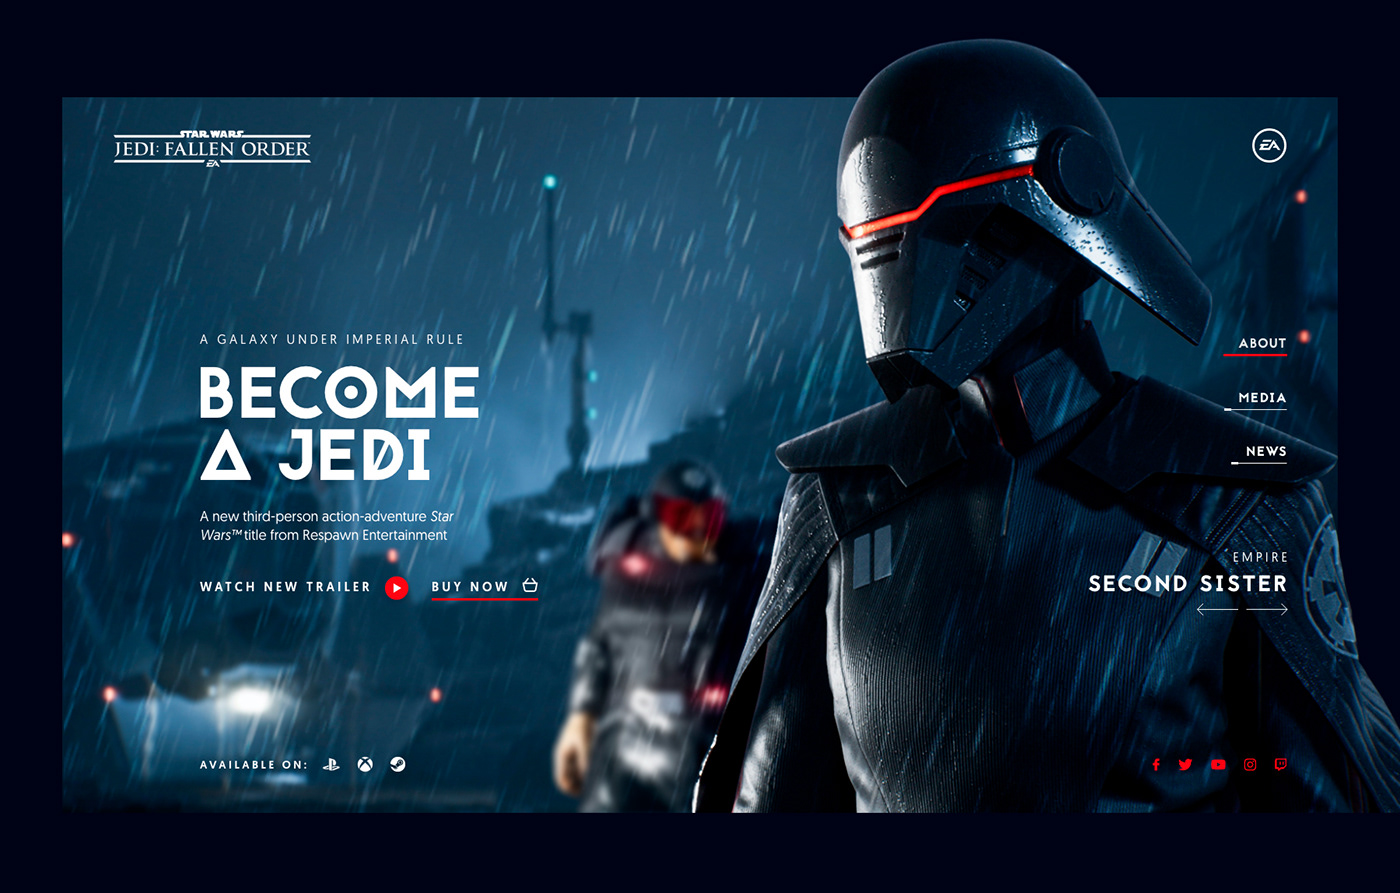 STAR WARS
JEDI: FALLEN ORDER
EA
EA
A GALAXY UNDER IMPERIAL RULE
BECOME
A JEDI
A new third-person action-adventure Star
Wars™ title from Respawn Entertainment
WATCH NEW TRAILER
BUY NOW
AVAILABLE ON:
ABOUT
MEDIA
NEWS
EMPIRE
SECOND SISTER